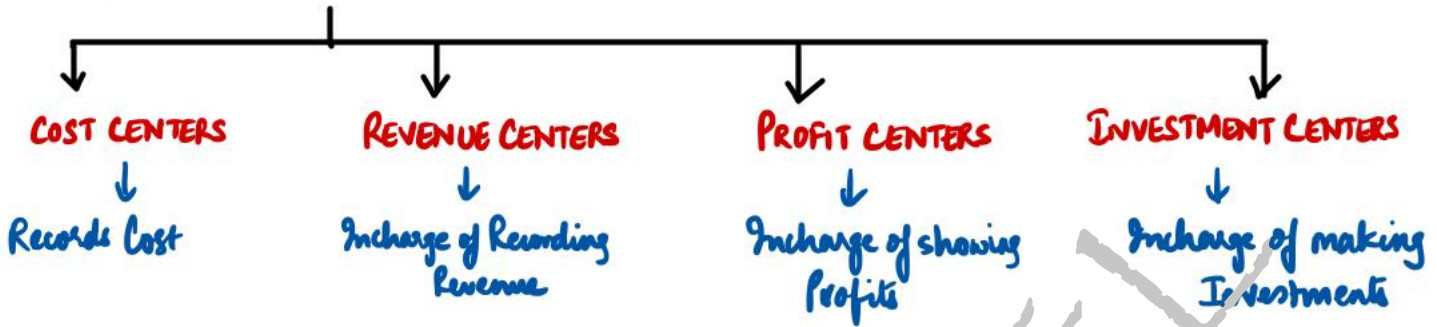 COST CENTERS
REVENUE CENTERS
PROFIT CENTERS
INVESTMENT CENTERS
Records Cost
Incharge of Recording
Revenue
Incharge of showing
Profits
Incharge of making
Investments